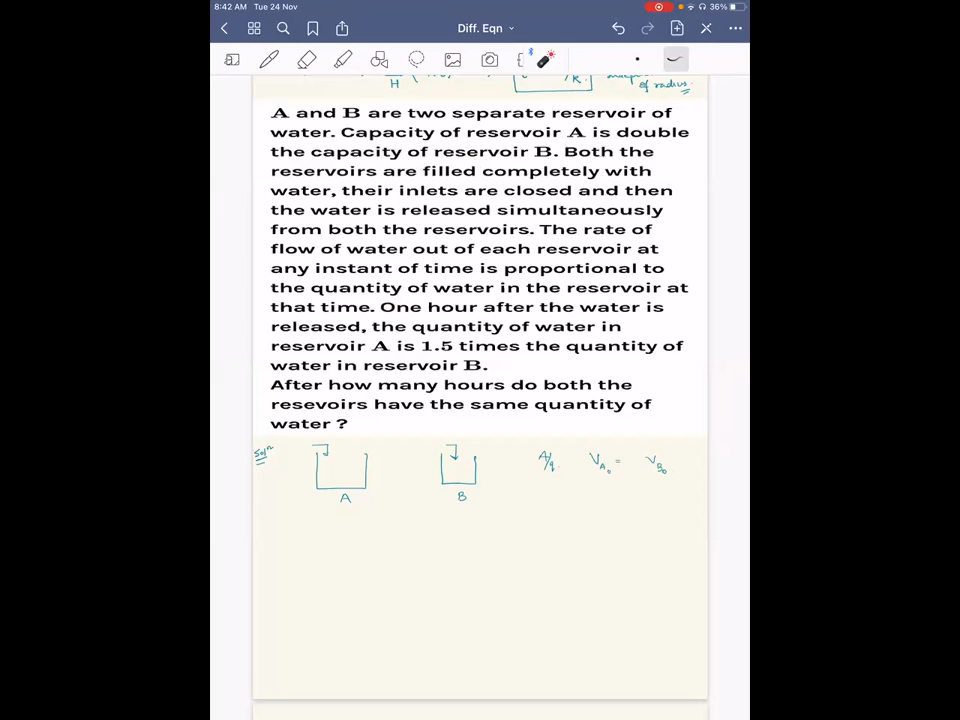 8:42 AM Tue 24 Nov
36%
Diff. Eqn
H
of radius.
A and B are two separate reservoir of
water. Capacity of reservoir A is double
the capacity of reservoir B. Both the
reservoirs are filled completely with
water, their inlets are closed and then
the water is released simultaneously
from both the reservoirs. The rate of
flow of water out of each reservoir at
any instant of time is proportional to
the quantity of water in the reservoir at
that time. One hour after the water is
released, the quantity of water in
reservoir A is 1.5 times the quantity of
water in reservoir B.
After how many hours do both the
resevoirs have the same quantity of
water ?
Solⁿ A/q. V_A₀ = V_B₀
A B